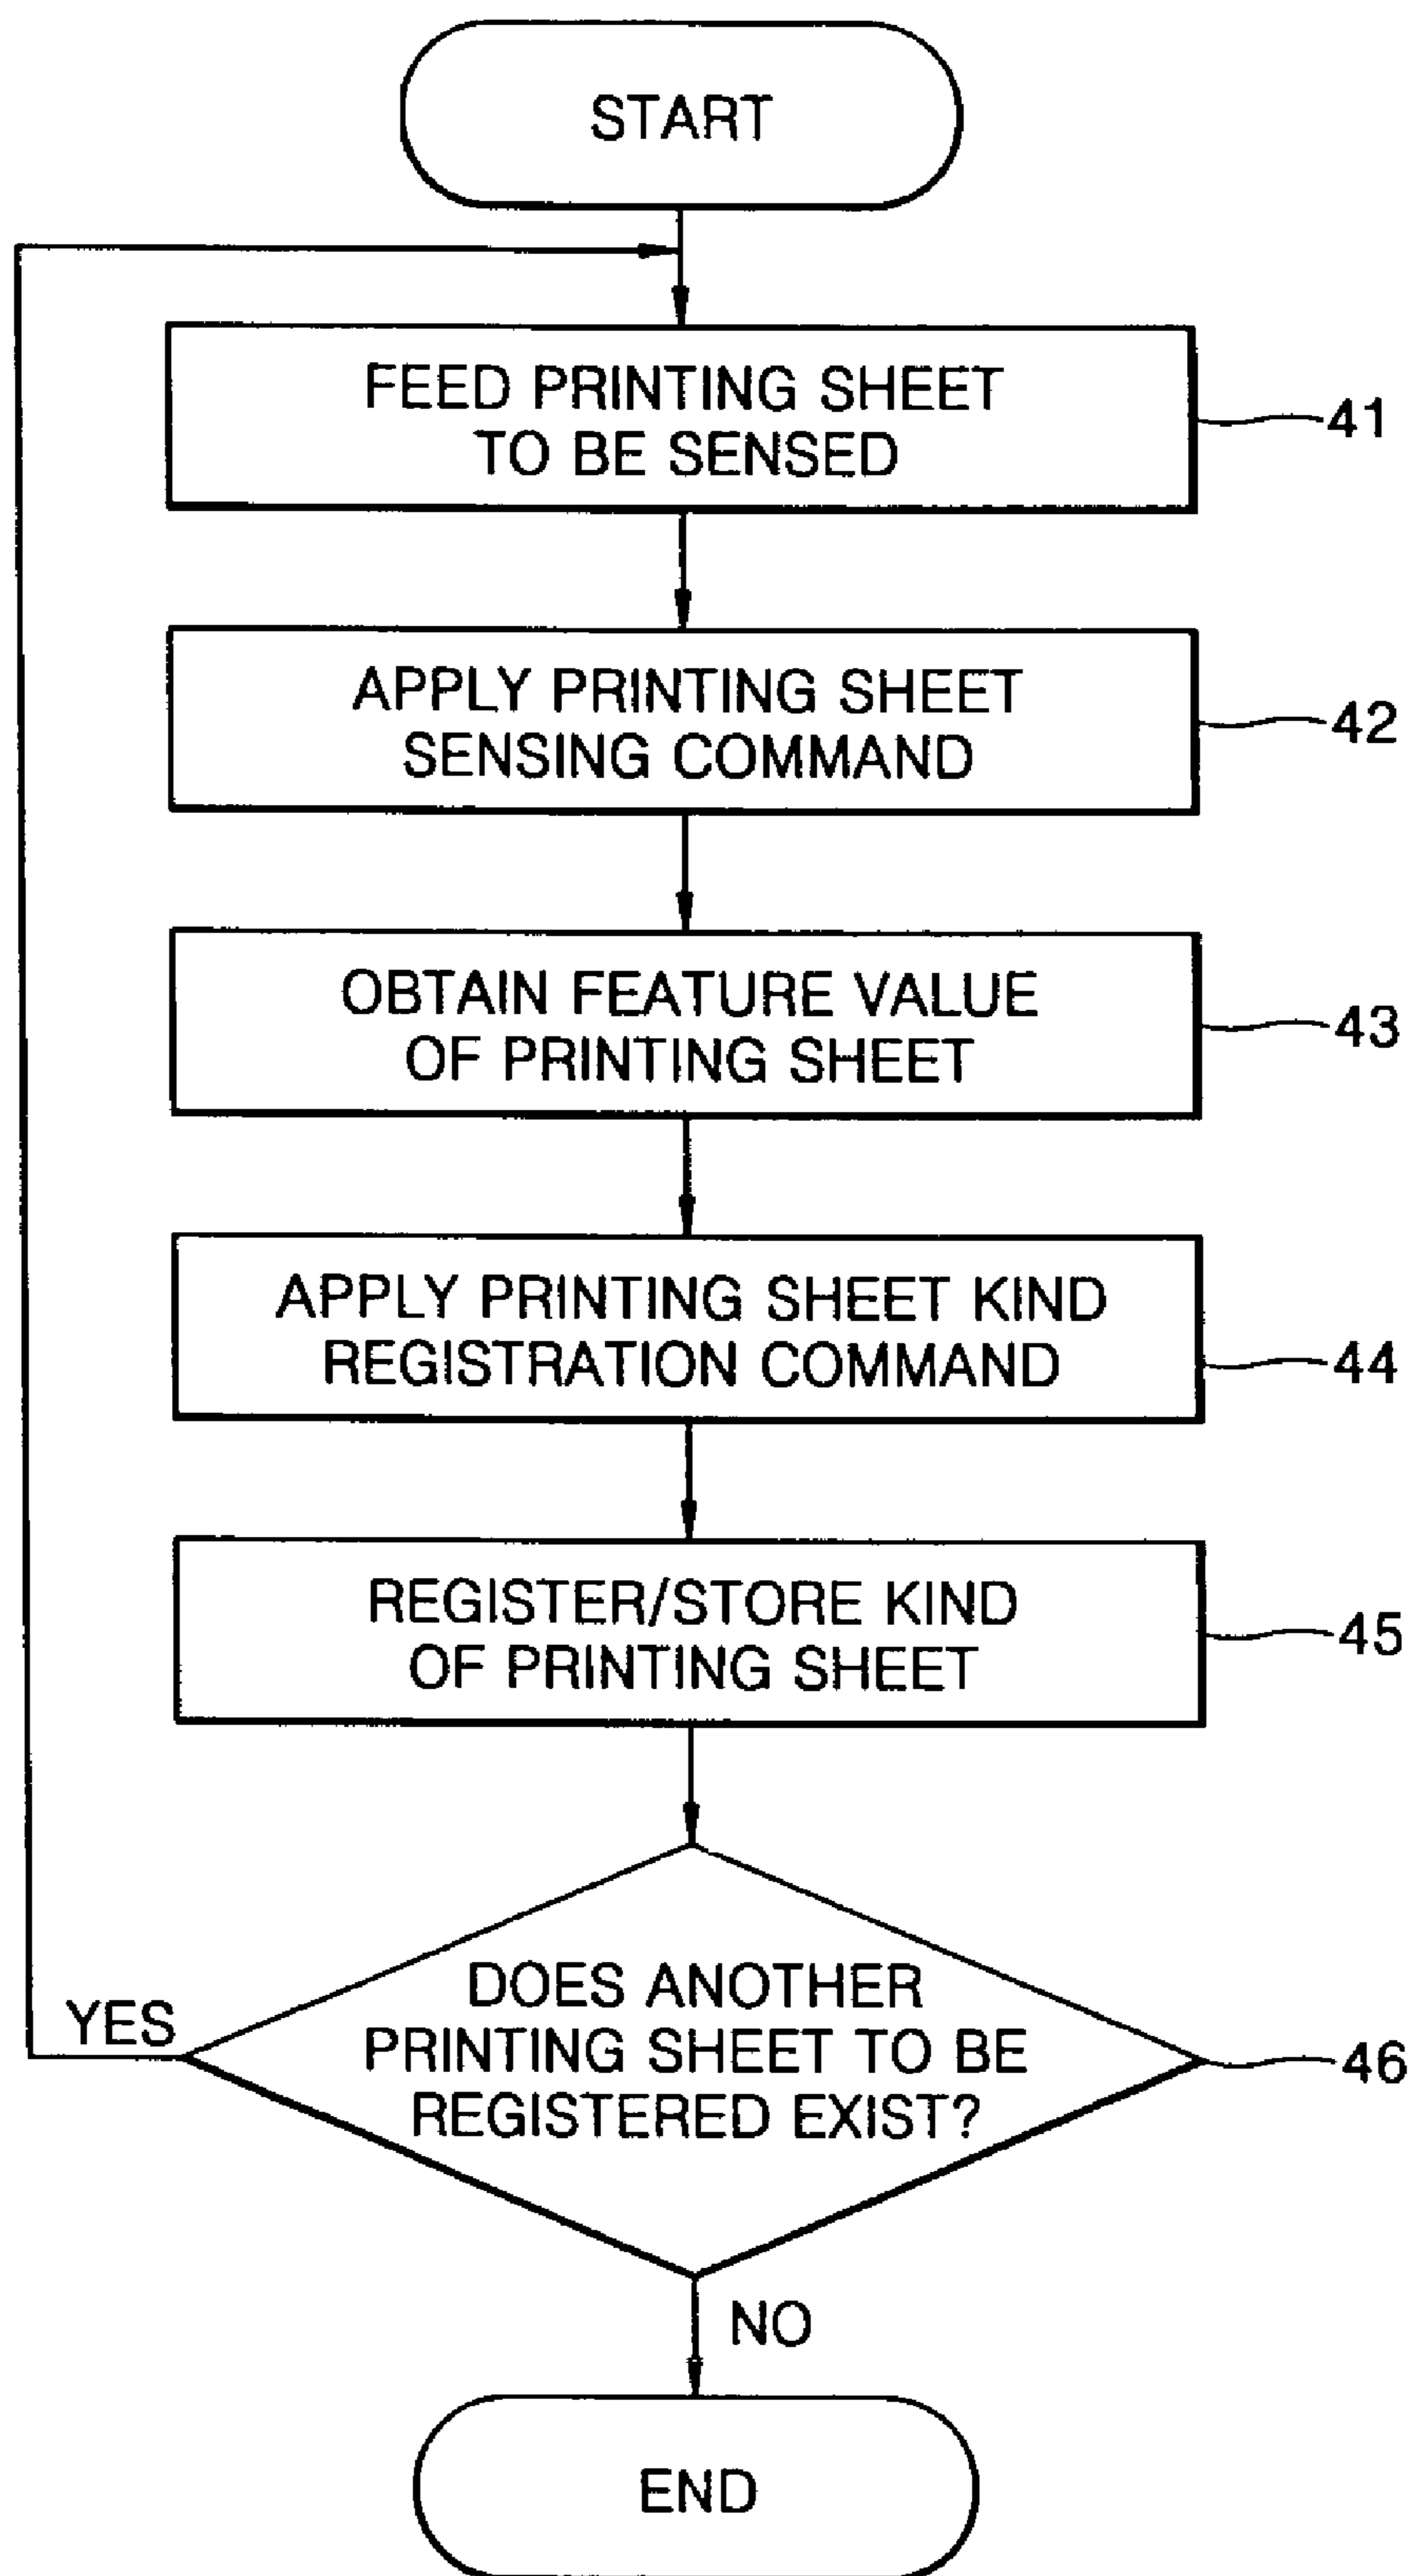 START
FEED PRINTING SHEET
TO BE SENSED
41
APPLY PRINTING SHEET
SENSING COMMAND
42
OBTAIN FEATURE VALUE
OF PRINTING SHEET
43
APPLY PRINTING SHEET KIND
REGISTRATION COMMAND
44
REGISTER/STORE KIND
OF PRINTING SHEET
45
DOES ANOTHER
PRINTING SHEET TO BE
REGISTERED EXIST?
46
YES
NO
END